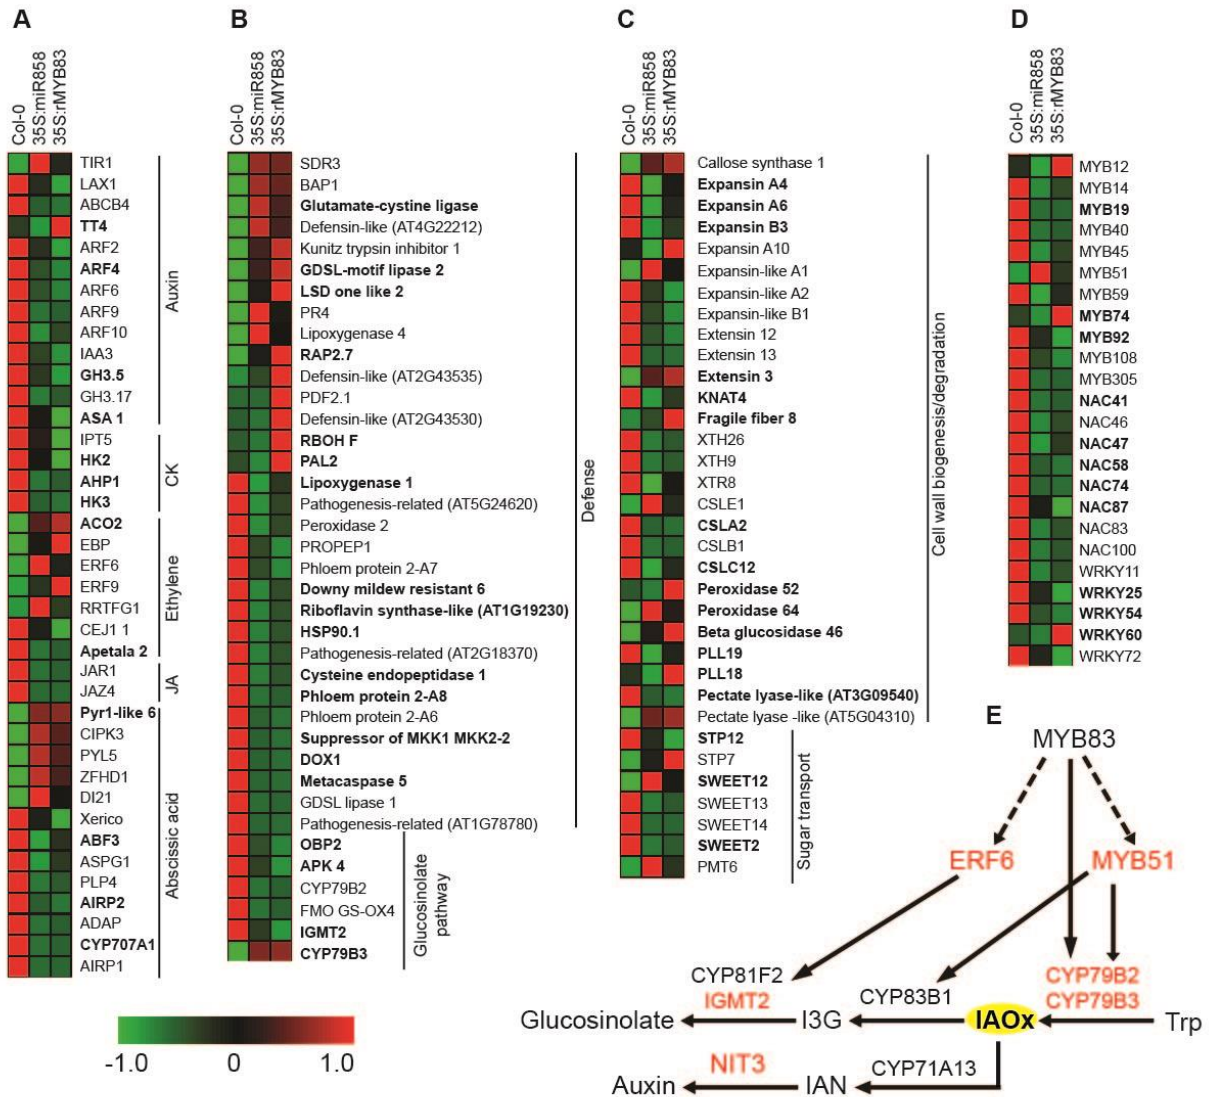 A
Col-0
35S:miR858
35S:rMYB83
TIR1
LAX1
ABCB4
TT4
ARF2
ARF4
ARF6
ARF9
ARF10
IAA3
GH3.5
GH3.17
ASA 1
Auxin
IPT5
HK2
AHP1
HK3
CK
ACO2
EBP
ERF6
ERF9
RRTFG1
CEJ1 1
Apetala 2
Ethylene
JAR1
JAZ4
JA
Pyr1-like 6
CIPK3
PYL5
ZFHD1
DI21
Xerico
ABF3
ASPG1
PLP4
AIRP2
ADAP
CYP707A1
AIRP1
Abscissic acid
-1.0
0
1.0
B
Col-0
35S:miR858
35S:rMYB83
SDR3
BAP1
Glutamate-cystine ligase
Defensin-like (AT4G22212)
Kunitz trypsin inhibitor 1
GDSL-motif lipase 2
LSD one like 2
PR4
Lipoxygenase 4
RAP2.7
Defensin-like (AT2G43535)
PDF2.1
Defensin-like (AT2G43530)
RBOH F
PAL2
Lipoxygenase 1
Pathogenesis-related (AT5G24620)
Peroxidase 2
PROPEP1
Phloem protein 2-A7
Downy mildew resistant 6
Riboflavin synthase-like (AT1G19230)
HSP90.1
Pathogenesis-related (AT2G18370)
Cysteine endopeptidase 1
Phloem protein 2-A8
Phloem protein 2-A6
Suppressor of MKK1 MKK2-2
DOX1
Metacaspase 5
GDSL lipase 1
Pathogenesis-related (AT1G78780)
Defense
OBP2
APK 4
CYP79B2
FMO GS-OX4
IGMT2
CYP79B3
Glucosinolate
pathway
C
Col-0
35S:miR858
35S:rMYB83
Callose synthase 1
Expansin A4
Expansin A6
Expansin B3
Expansin A10
Expansin-like A1
Expansin-like A2
Expansin-like B1
Extensin 12
Extensin 13
Extensin 3
KNAT4
Fragile fiber 8
XTH26
XTH9
XTR8
CSLE1
CSLA2
CSLB1
CSLC12
Peroxidase 52
Peroxidase 64
Beta glucosidase 46
PLL19
PLL18
Pectate lyase-like (AT3G09540)
Pectate lyase -like (AT5G04310)
Cell wall biogenesis/degradation
STP12
STP7
SWEET12
SWEET13
SWEET14
SWEET2
PMT6
Sugar transport
D
Col-0
35S:miR858
35S:rMYB83
MYB12
MYB14
MYB19
MYB40
MYB45
MYB51
MYB59
MYB74
MYB92
MYB108
MYB305
NAC41
NAC46
NAC47
NAC58
NAC74
NAC87
NAC83
NAC100
WRKY11
WRKY25
WRKY54
WRKY60
WRKY72
E
MYB83
ERF6
MYB51
CYP81F2
IGMT2
CYP83B1
CYP79B2
CYP79B3
Glucosinolate
I3G
IAOx
Trp
NIT3
CYP71A13
Auxin
IAN